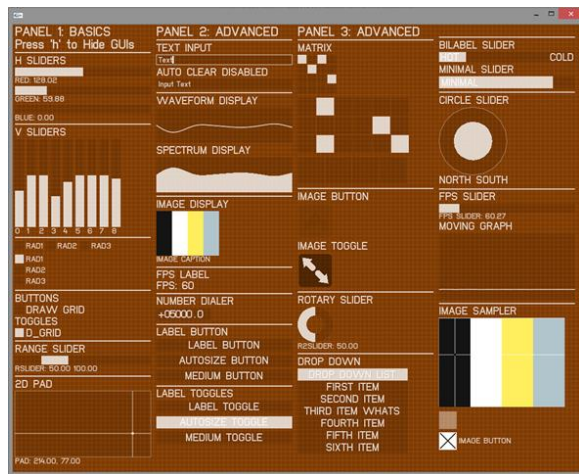 PANEL 1: BASICS
Press 'h' to Hide GUIs
H SLIDERS
RED: 128.02
GREEN: 59.88
BLUE: 0.00
V SLIDERS
0 1 2 3 4 5 6 7 8
RAD1 RAD2 RAD3
RAD1
RAD2
RAD3
BUTTONS
DRAW GRID
TOGGLES
D_GRID
RANGE SLIDER
RSLIDER: 50.00 100.00
2D PAD
PAD: 214.00, 77.00
PANEL 2: ADVANCED
TEXT INPUT
Text
AUTO CLEAR DISABLED
Input Text
WAVEFORM DISPLAY
SPECTRUM DISPLAY
IMAGE DISPLAY
IMAGE CAPTION
FPS LABEL
FPS: 60
NUMBER DIALER
+05000.0
LABEL BUTTON
LABEL BUTTON
AUTOSIZE BUTTON
MEDIUM BUTTON
LABEL TOGGLES
LABEL TOGGLE
AUTOSIZE TOGGLE
MEDIUM TOGGLE
PANEL 3: ADVANCED
MATRIX
IMAGE BUTTON
IMAGE TOGGLE
ROTARY SLIDER
R2SLIDER: 50.00
DROP DOWN
DROP DOWN LIST
FIRST ITEM
SECOND ITEM
THIRD ITEM WHATS
FOURTH ITEM
FIFTH ITEM
SIXTH ITEM
BILABEL SLIDER
HOT COLD
MINIMAL SLIDER
MINIMAL
CIRCLE SLIDER
NORTH SOUTH
FPS SLIDER
FPS SLIDER: 60.27
MOVING GRAPH
IMAGE SAMPLER
IMAGE BUTTON